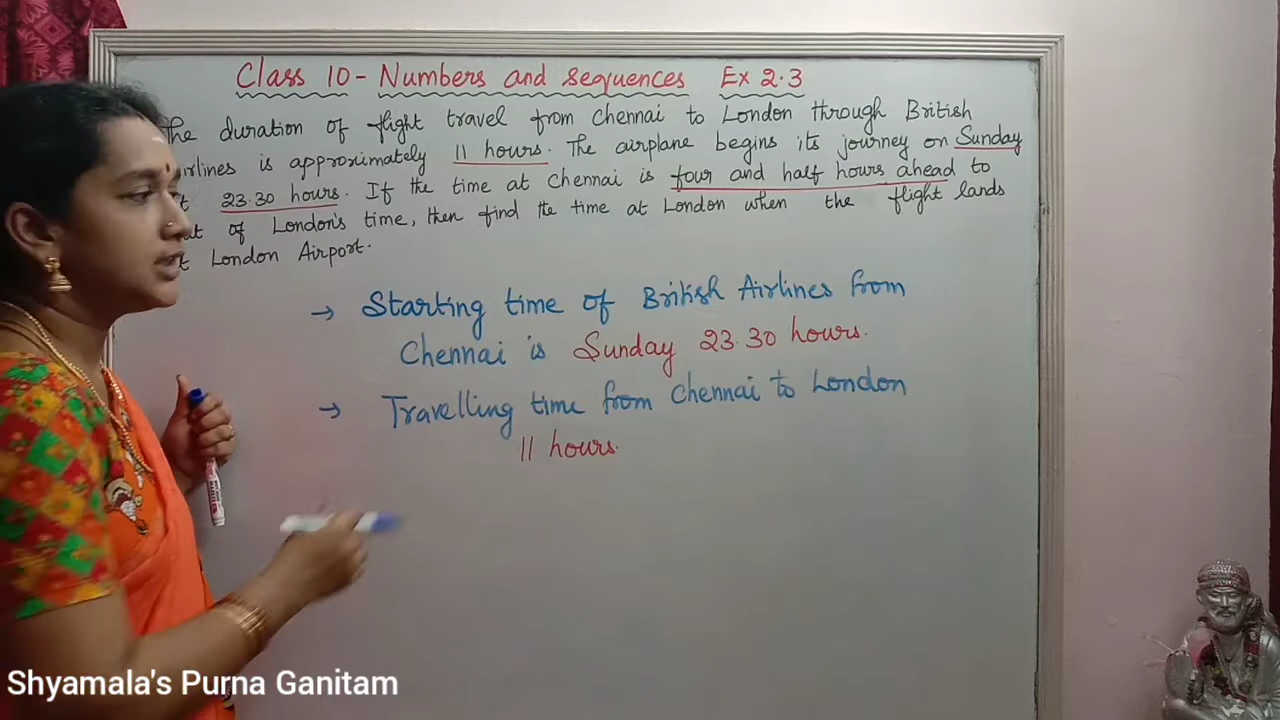 Class 10 - Numbers and sequences Ex 2.3
he duration of flight travel from Chennai to London through British
irlines is approximately 11 hours. The airplane begins its journey on Sunday
t 23.30 hours. If the time at Chennai is four and half hours ahead to
at of London's time, then find the time at London when the flight lands
t London Airport.
→ Starting time of British Airlines from
Chennai is Sunday 23.30 hours.
→ Travelling time from Chennai to London
11 hours.
Shyamala's Purna Ganitam